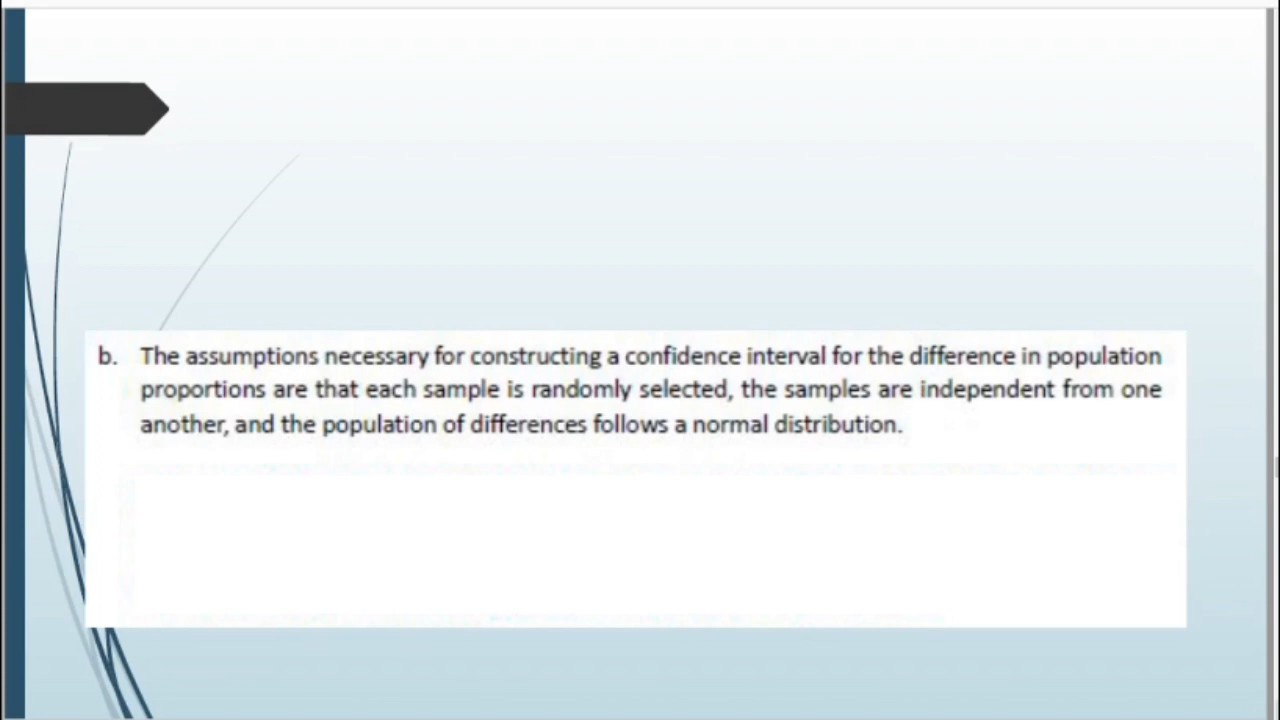 b. The assumptions necessary for constructing a confidence interval for the difference in population
proportions are that each sample is randomly selected, the samples are independent from one
another, and the population of differences follows a normal distribution.